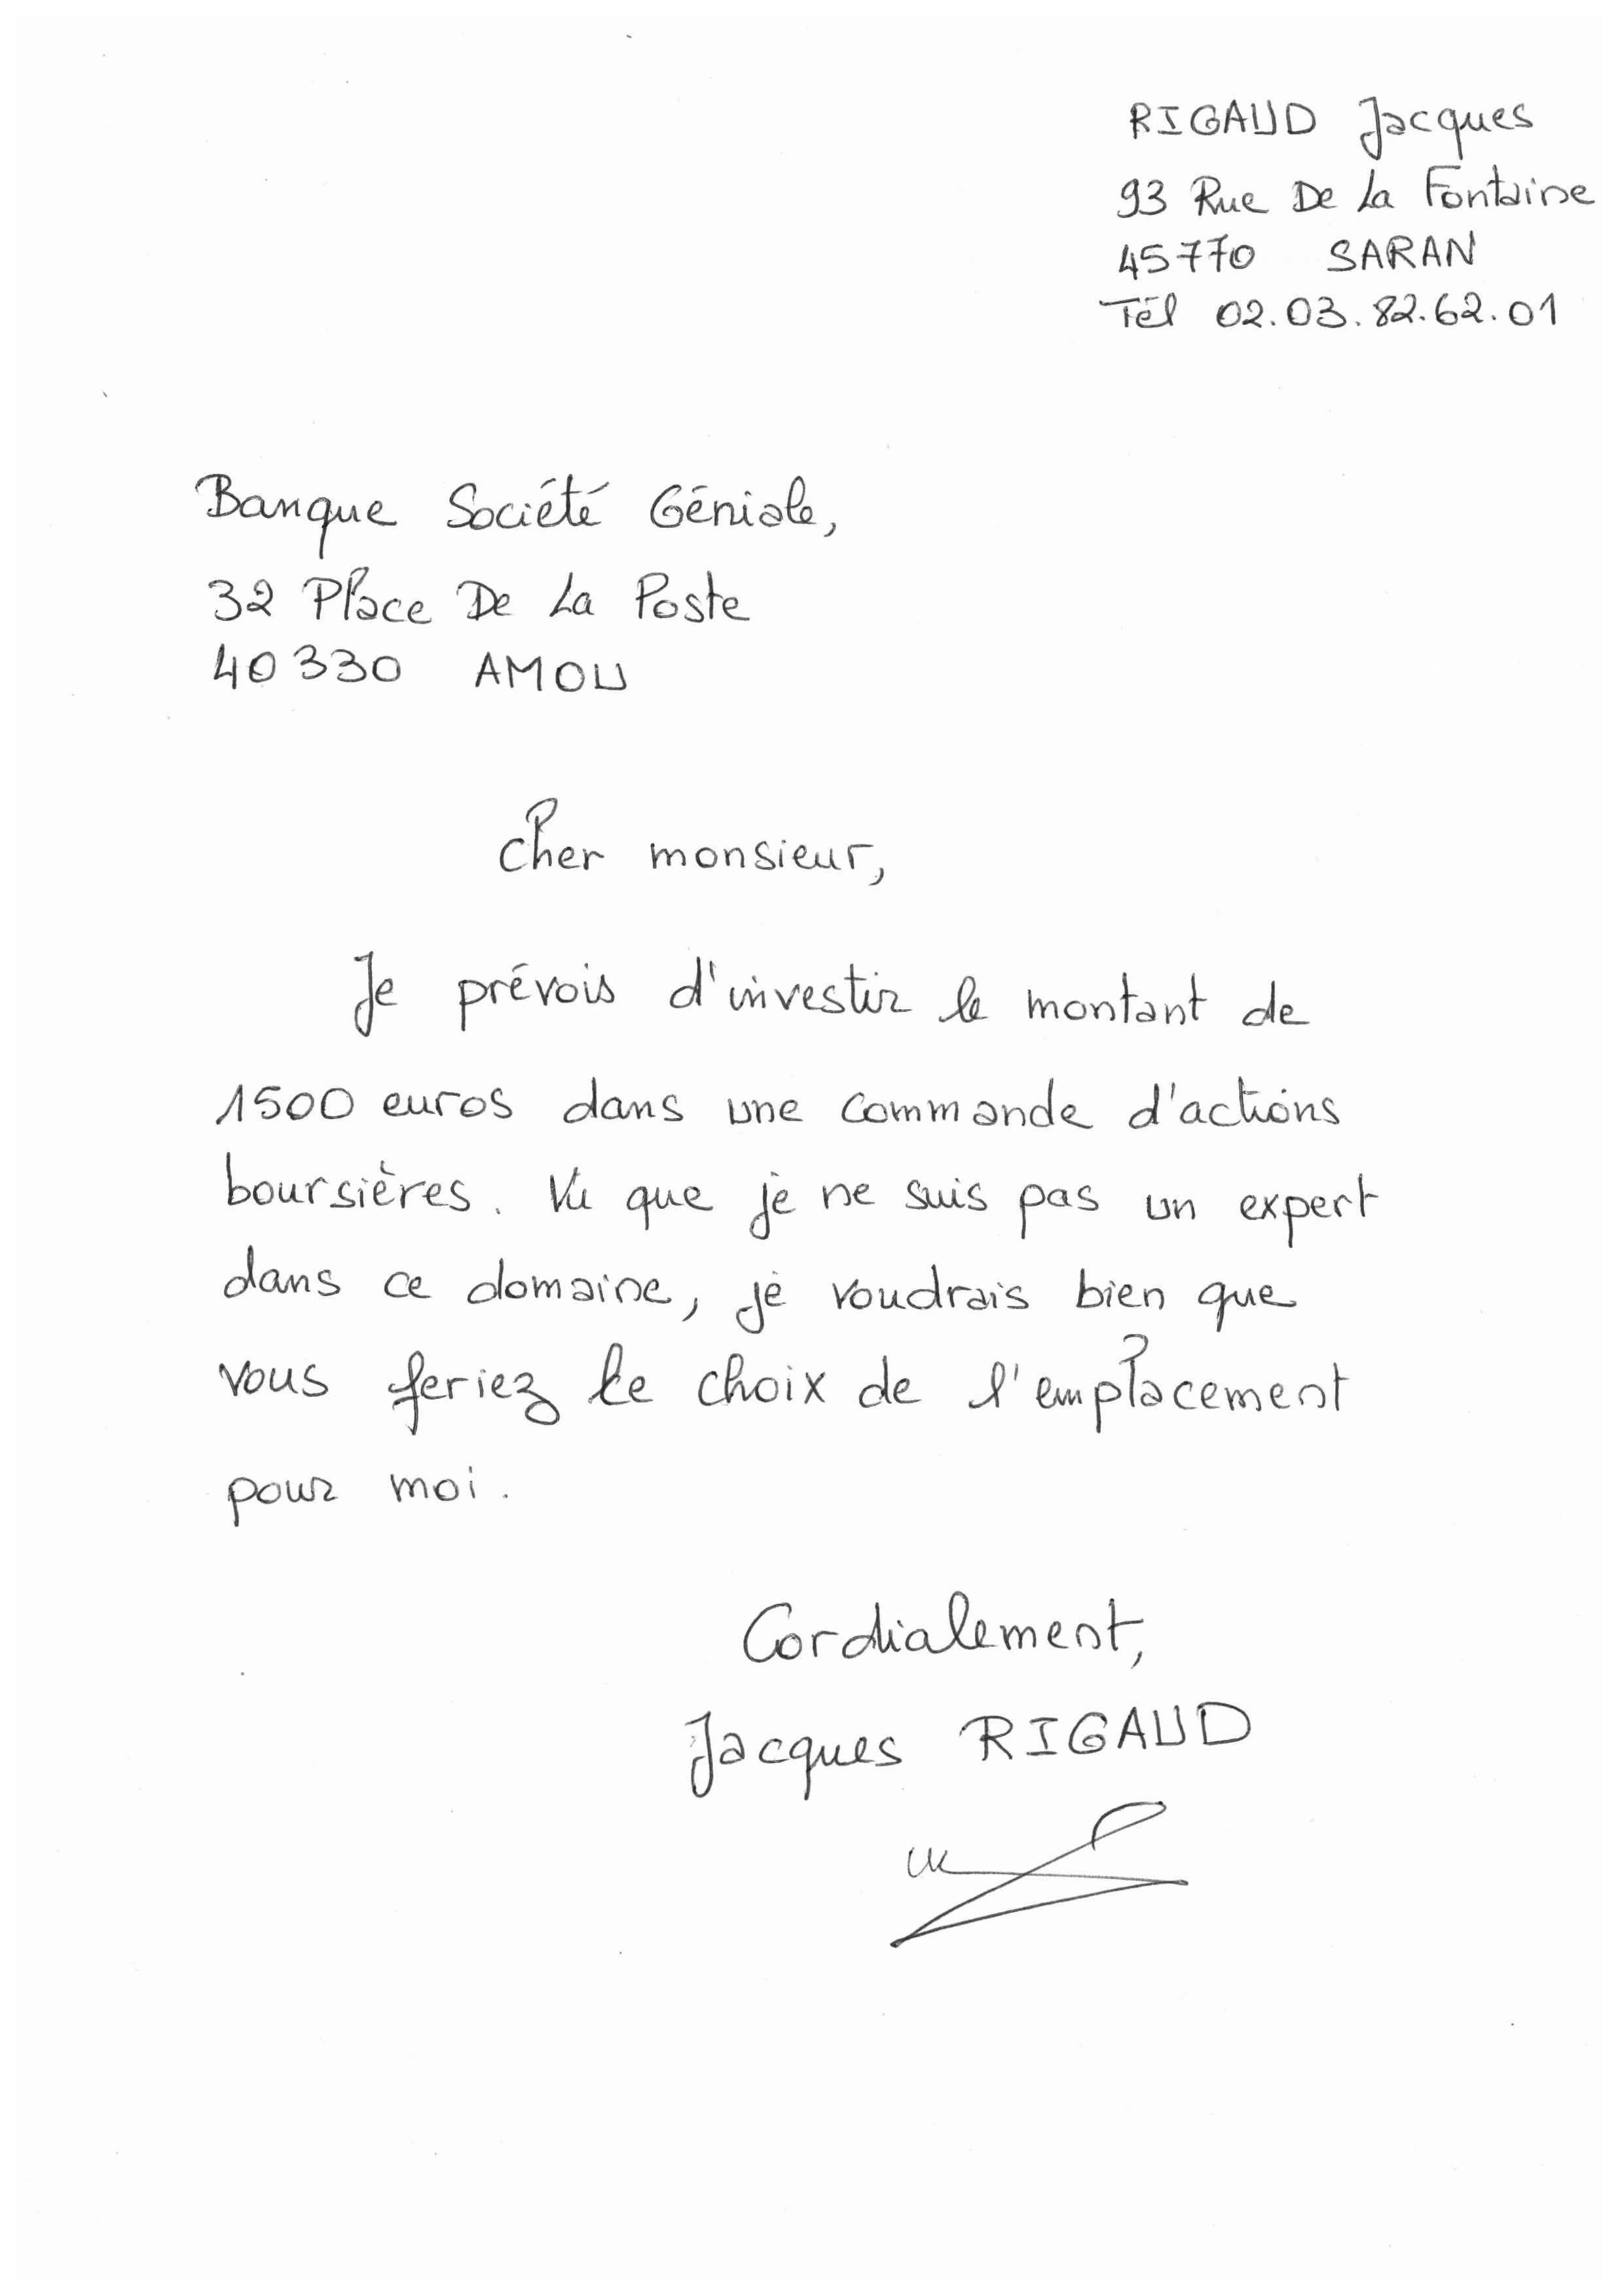 RIGAUD Jacques
93 Rue De La Fontaine
45770 SARAN
Tél 02.03.82.62.01
Banque Société Géniale,
32 Place De La Poste
40330 AMOU
Cher monsieur,
Je prévois d'investir le montant de
1500 euros dans une commande d'actions
boursières. Vu que je ne suis pas un expert
dans ce domaine, je voudrais bien que
vous feriez le choix de l'emplacement
pour moi.
Cordialement,
Jacques RIGAUD